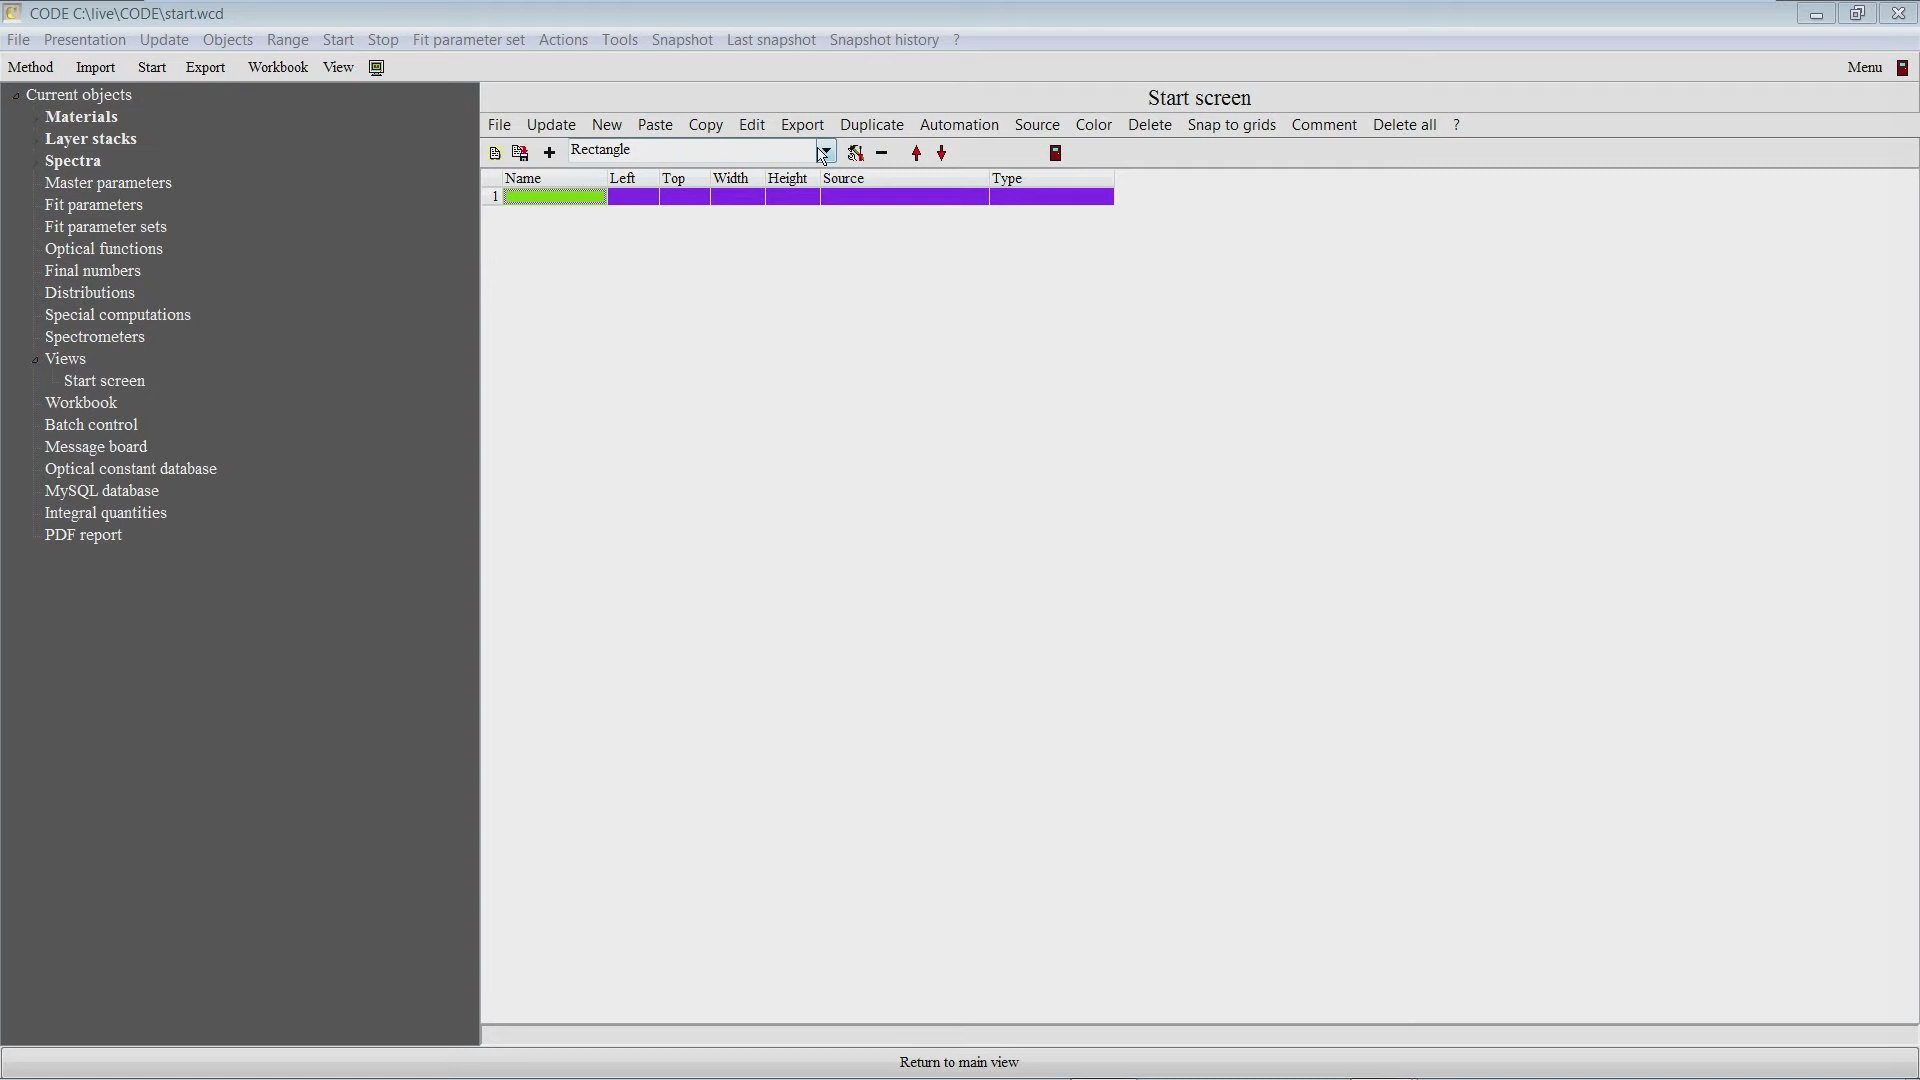 CODE C:\live\CODE\start.wcd
File Presentation Update Objects Range Start Stop Fit parameter set Actions Tools Snapshot Last snapshot Snapshot history ?
Method Import Start Export Workbook View Menu
Current objects
Materials
Layer stacks
Spectra
Master parameters
Fit parameters
Fit parameter sets
Optical functions
Final numbers
Distributions
Special computations
Spectrometers
Views
Start screen
Workbook
Batch control
Message board
Optical constant database
MySQL database
Integral quantities
PDF report
Start screen
File Update New Paste Copy Edit Export Duplicate Automation Source Color Delete Snap to grids Comment Delete all ?
Rectangle
Name Left Top Width Height Source Type
1
Return to main view